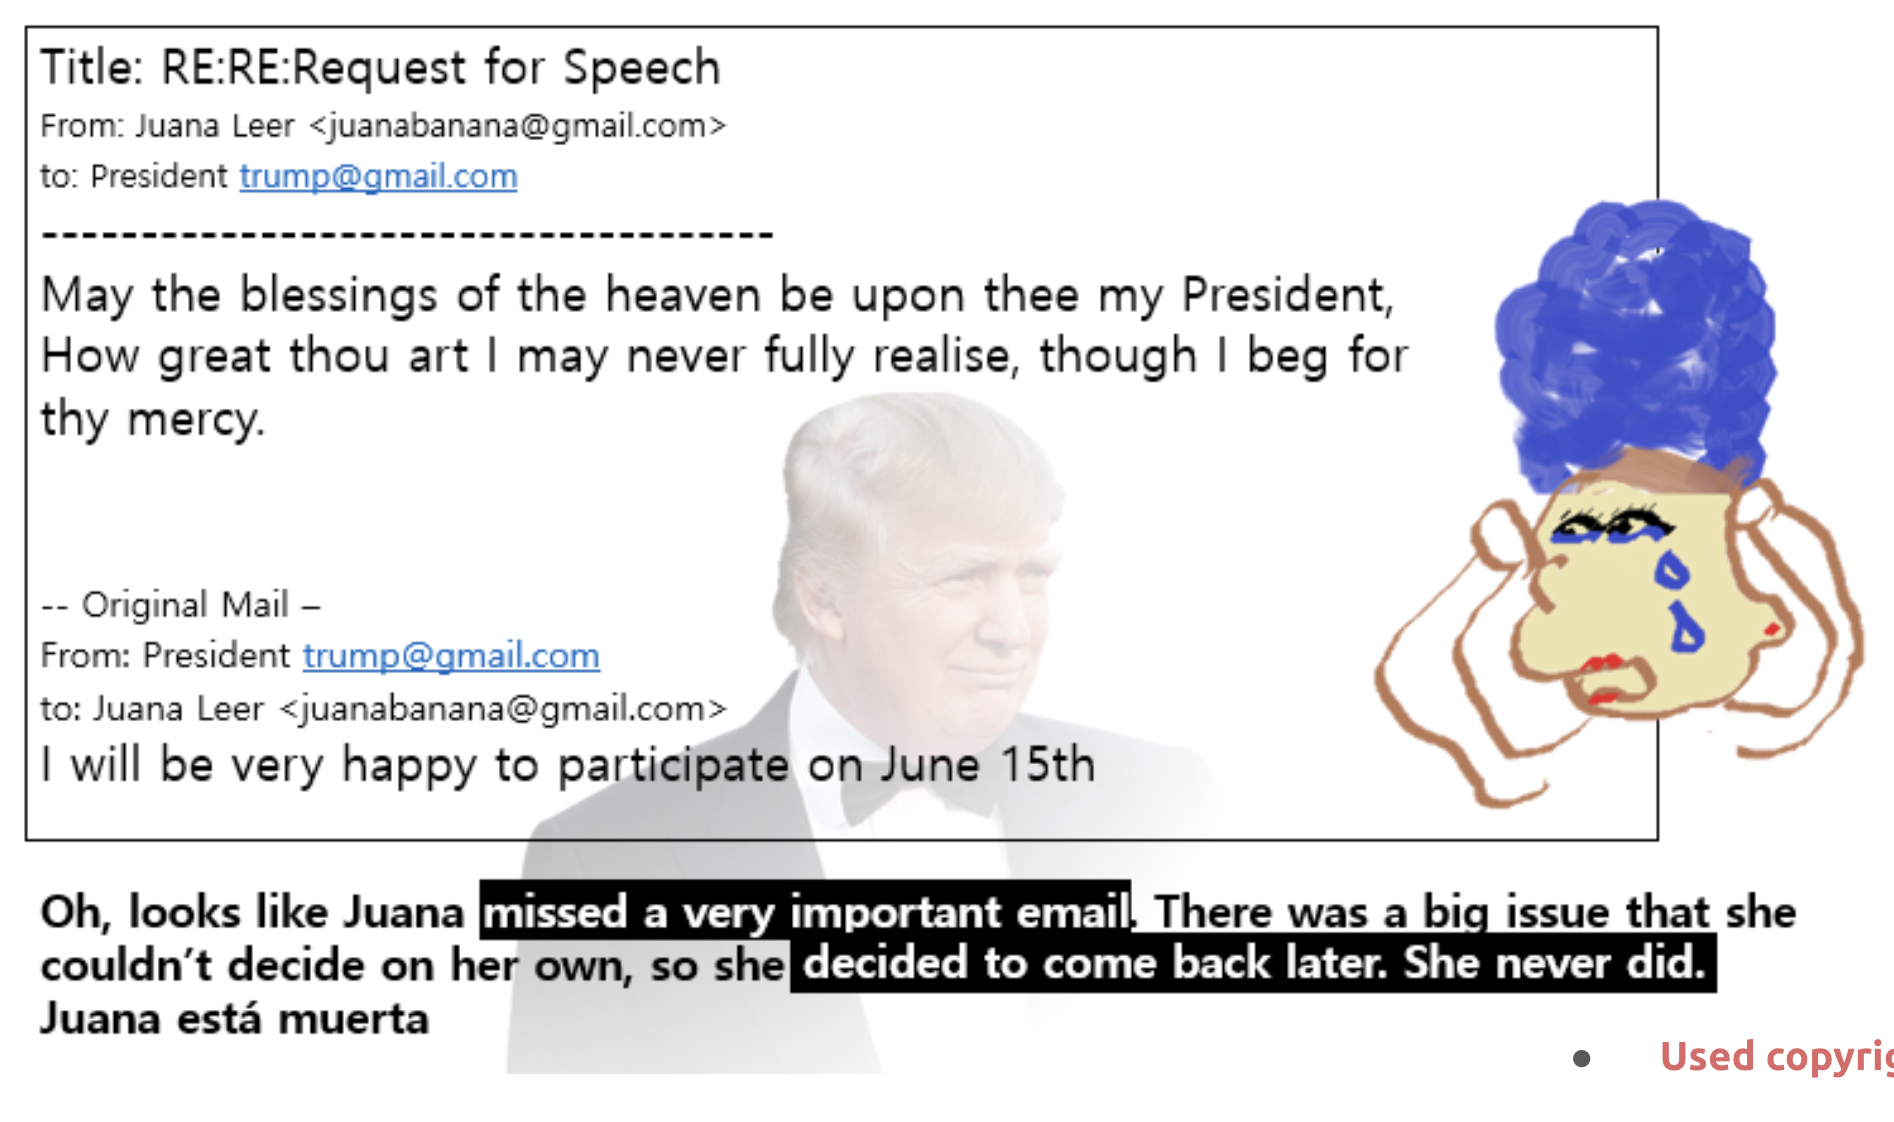 Title: RE:RE:Request for Speech
From: Juana Leer <juanabanana@gmail.com>
to: President trump@gmail.com
-------------------------------------
May the blessings of the heaven be upon thee my President,
How great thou art I may never fully realise, though I beg for
thy mercy.
-- Original Mail –
From: President trump@gmail.com
to: Juana Leer <juanabanana@gmail.com>
I will be very happy to participate on June 15th
Oh, looks like Juana missed a very important email. There was a big issue that she
couldn’t decide on her own, so she decided to come back later. She never did.
Juana está muerta
● Used